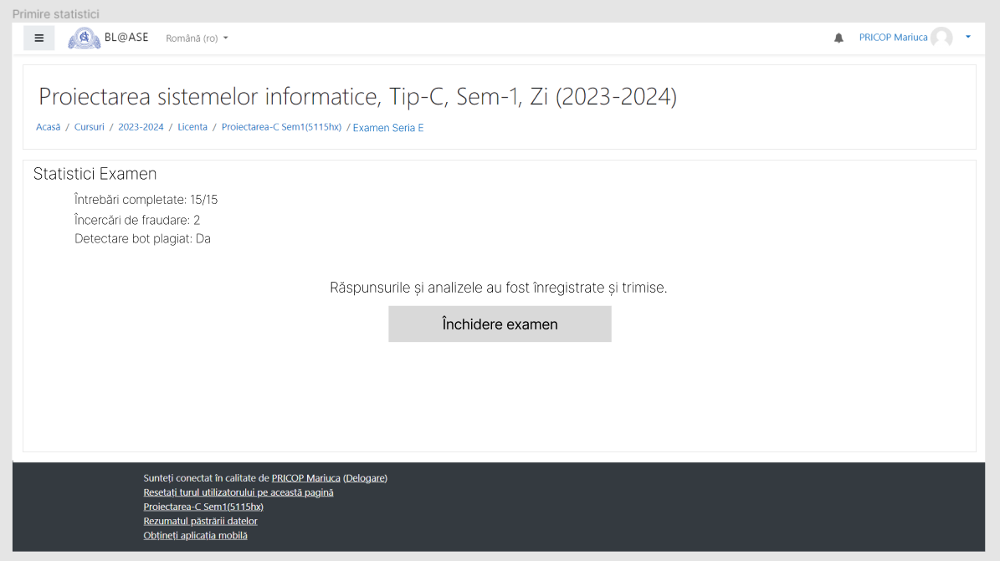 Primire statistici
BL@ASE Română (ro) PRICOP Mariuca
Proiectarea sistemelor informatice, Tip-C, Sem-1, Zi (2023-2024)
Acasă / Cursuri / 2023-2024 / Licenta / Proiectarea-C Sem1(5115hx) / Examen Seria E
Statistici Examen
Întrebări completate: 15/15
Încercări de fraudare: 2
Detectare bot plagiat: Da
Răspunsurile și analizele au fost înregistrate și trimise.
Închidere examen
Sunteți conectat în calitate de PRICOP Mariuca (Delogare)
Resetați turul utilizatorului pe această pagină
Proiectarea-C Sem1(5115hx)
Rezumatul păstrării datelor
Obțineți aplicația mobilă